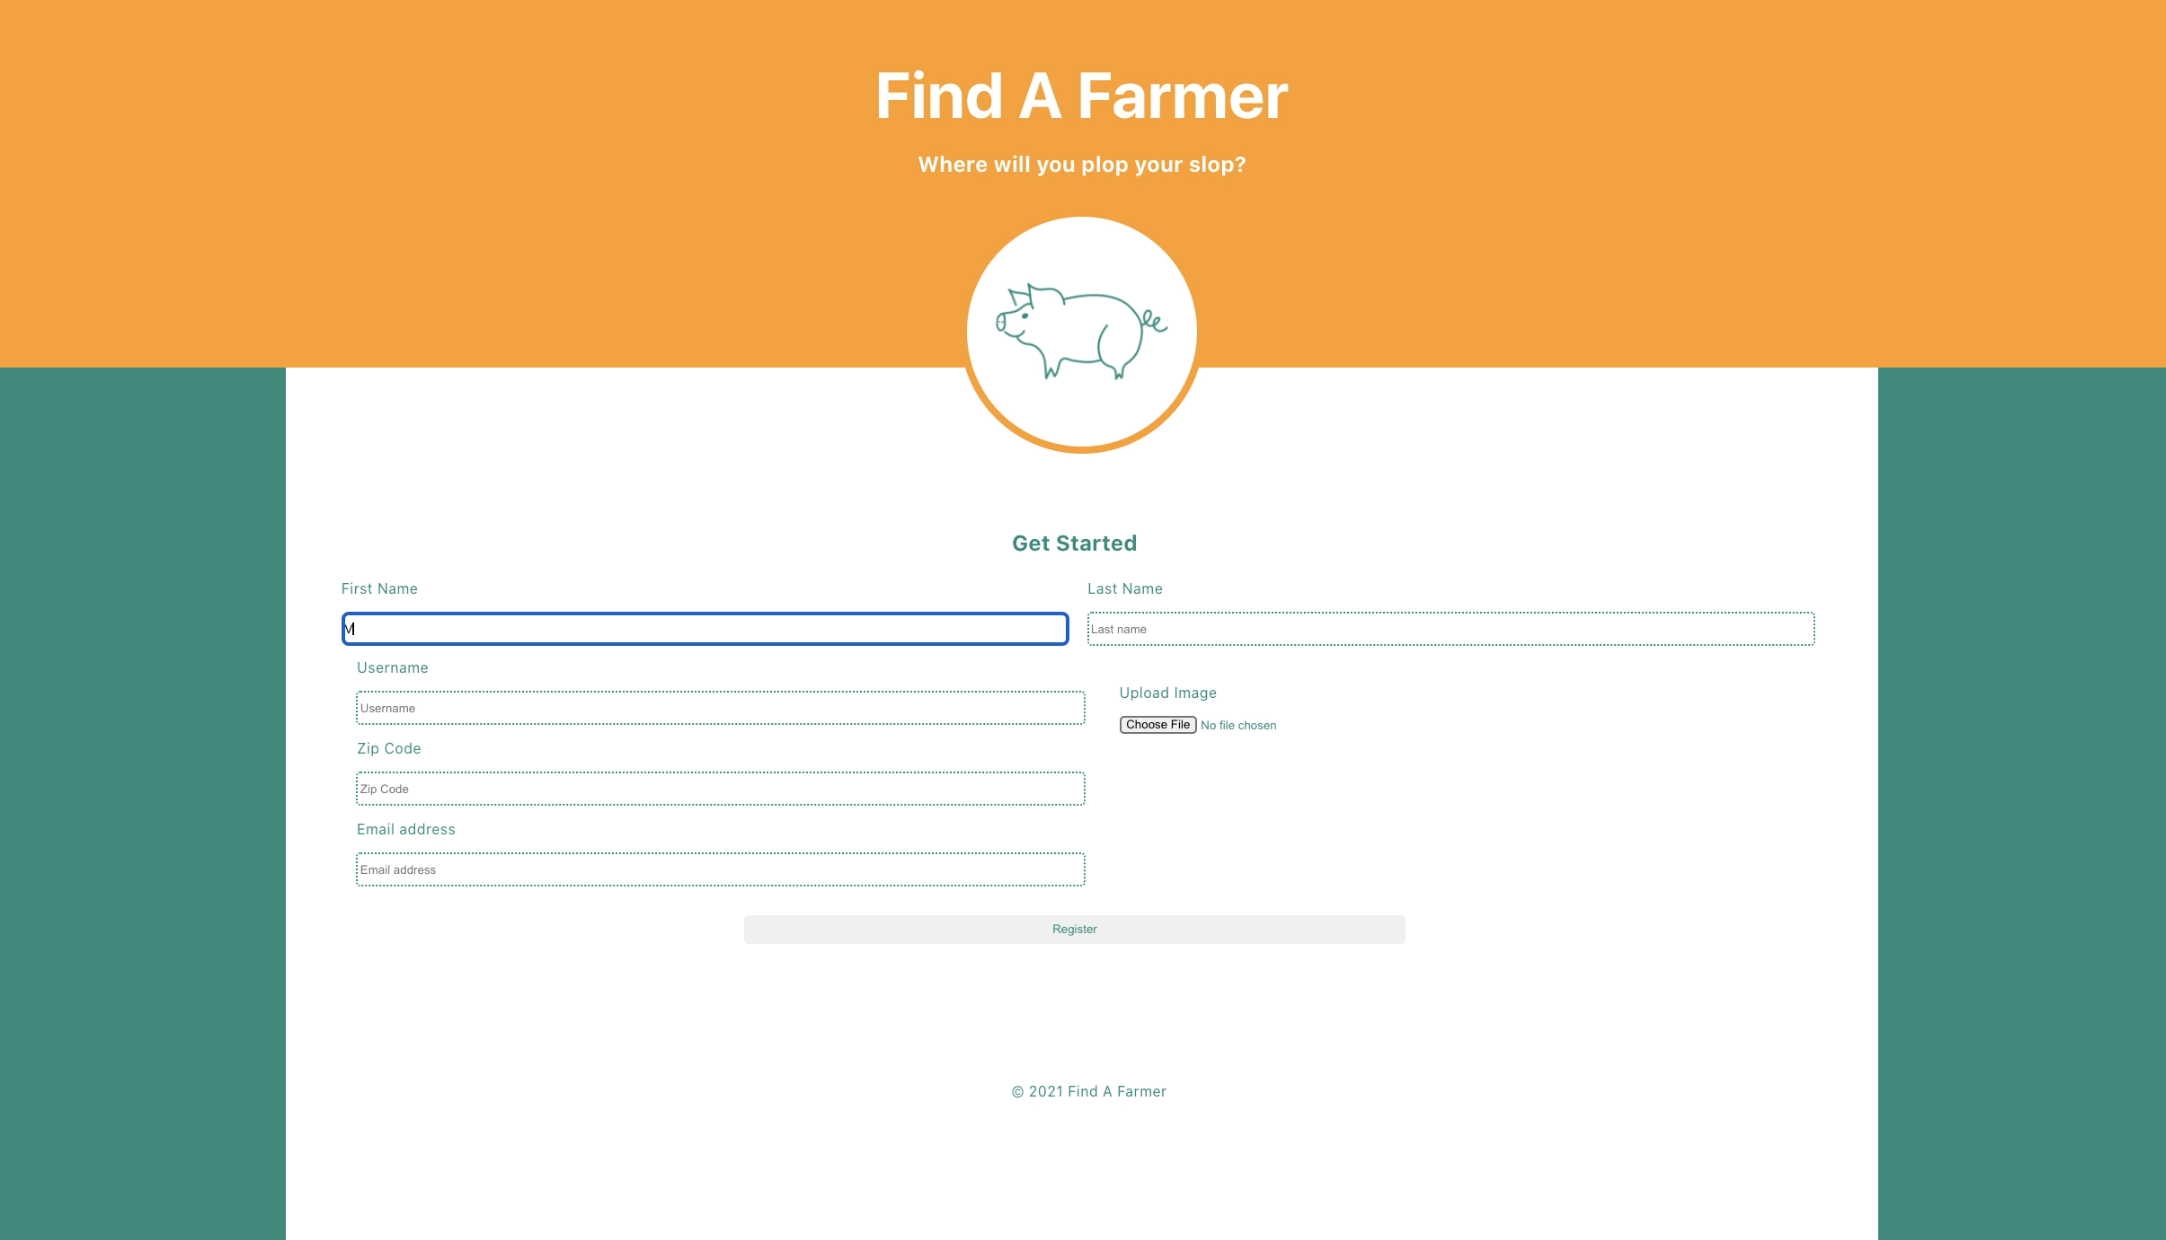 Find A Farmer
Where will you plop your slop?
Get Started
First Name
Last Name
M
Last name
Username
Username
Upload Image
Choose File No file chosen
Zip Code
Zip Code
Email address
Email address
Register
© 2021 Find A Farmer